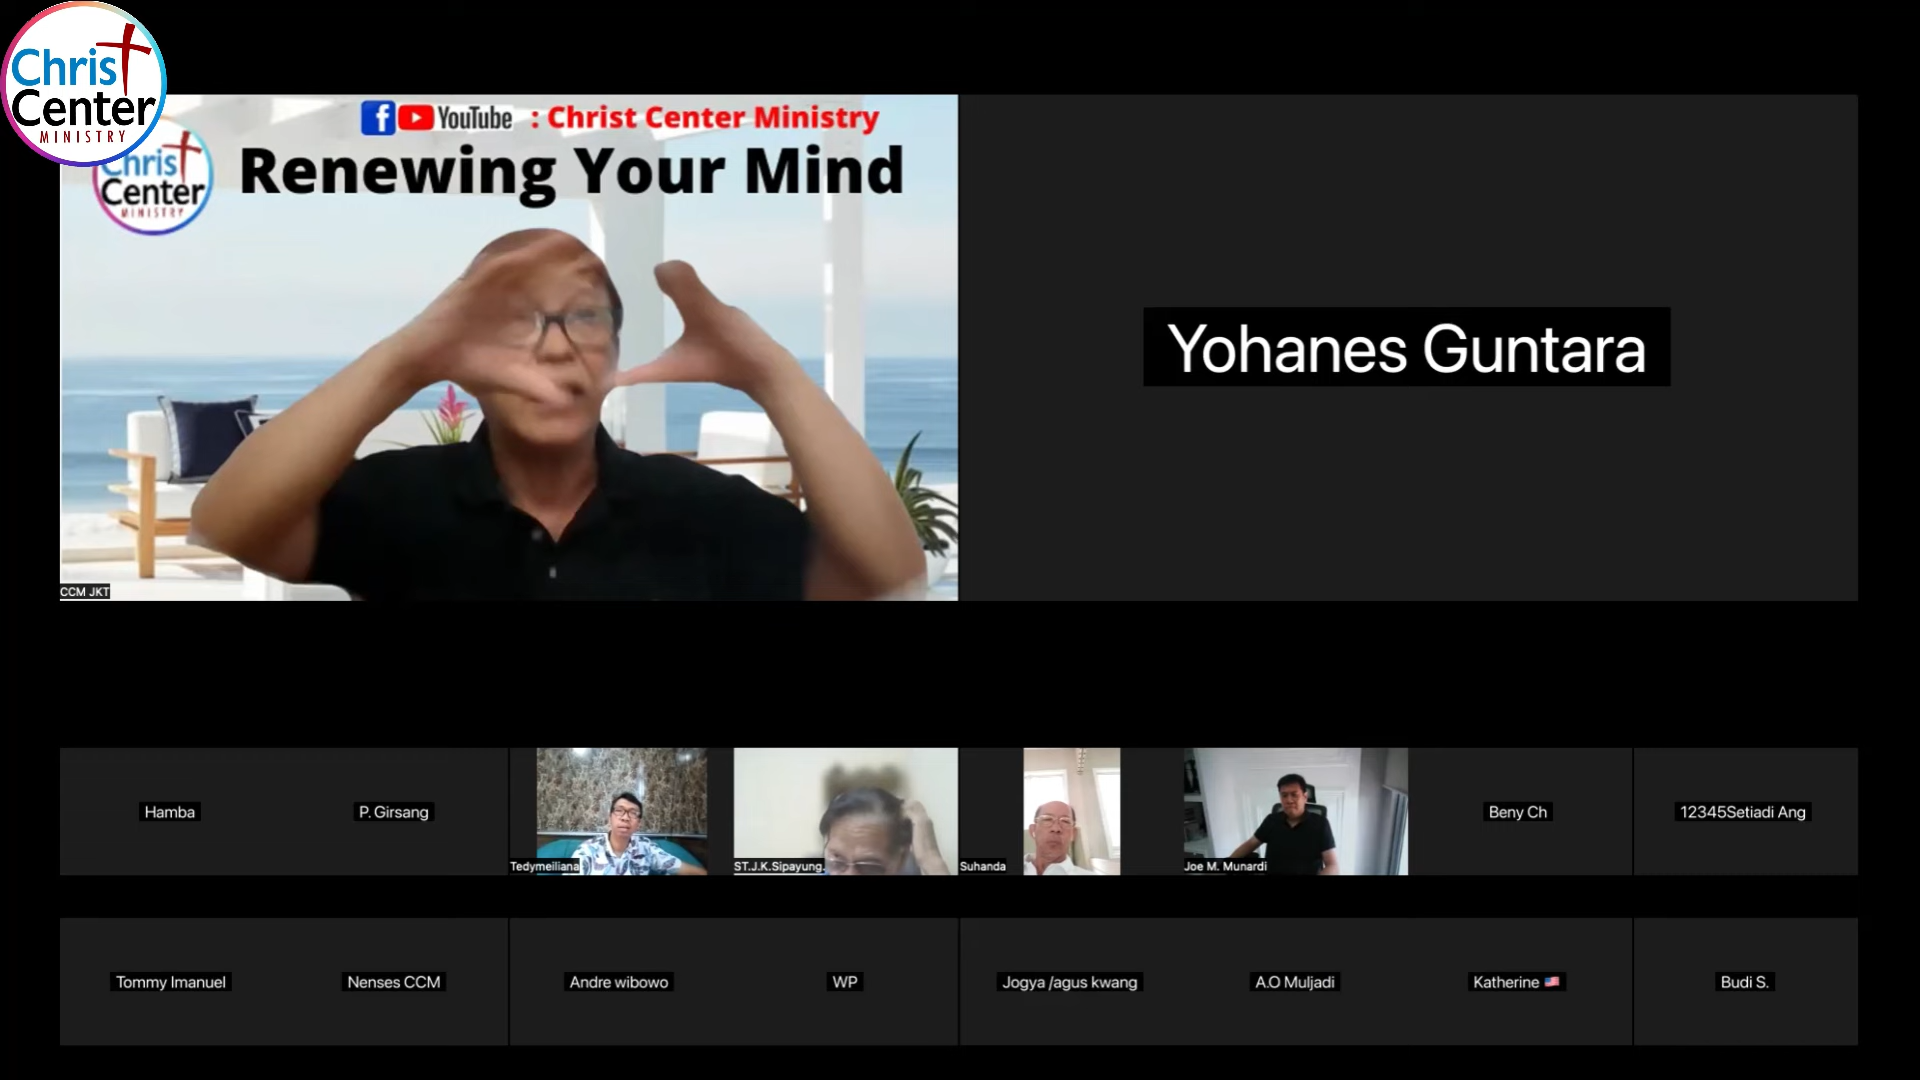 Christ
Center
MINISTRY
YouTube : Christ Center Ministry
Renewing Your Mind
Christ
Center
MINISTRY
CCM JKT
Yohanes Guntara
Hamba
P. Girsang
Tedymeiliana
ST.J.K.Sipayung.
Suhanda
Joe M. Munardi
Beny Ch
12345Setiadi Ang
Tommy Imanuel
Nenses CCM
Andre wibowo
WP
Jogya /agus kwang
A.O Muljadi
Katherine 🇺🇸
Budi S.